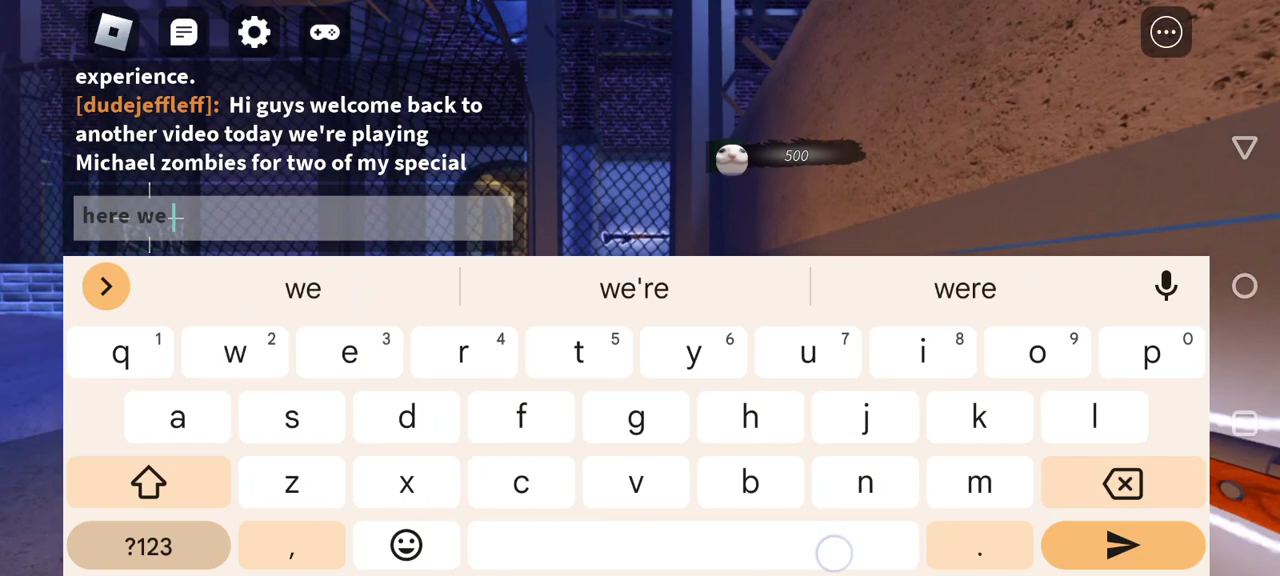 experience.
[dudejeffleff]: Hi guys welcome back to
another video today we're playing
Michael zombies for two of my special
500
here we
we we're were
q 1 w 2 e 3 r 4 t 5 y 6 u 7 i 8 o 9 p 0
a s d f g h j k l
z x c v b n m
?123 , .